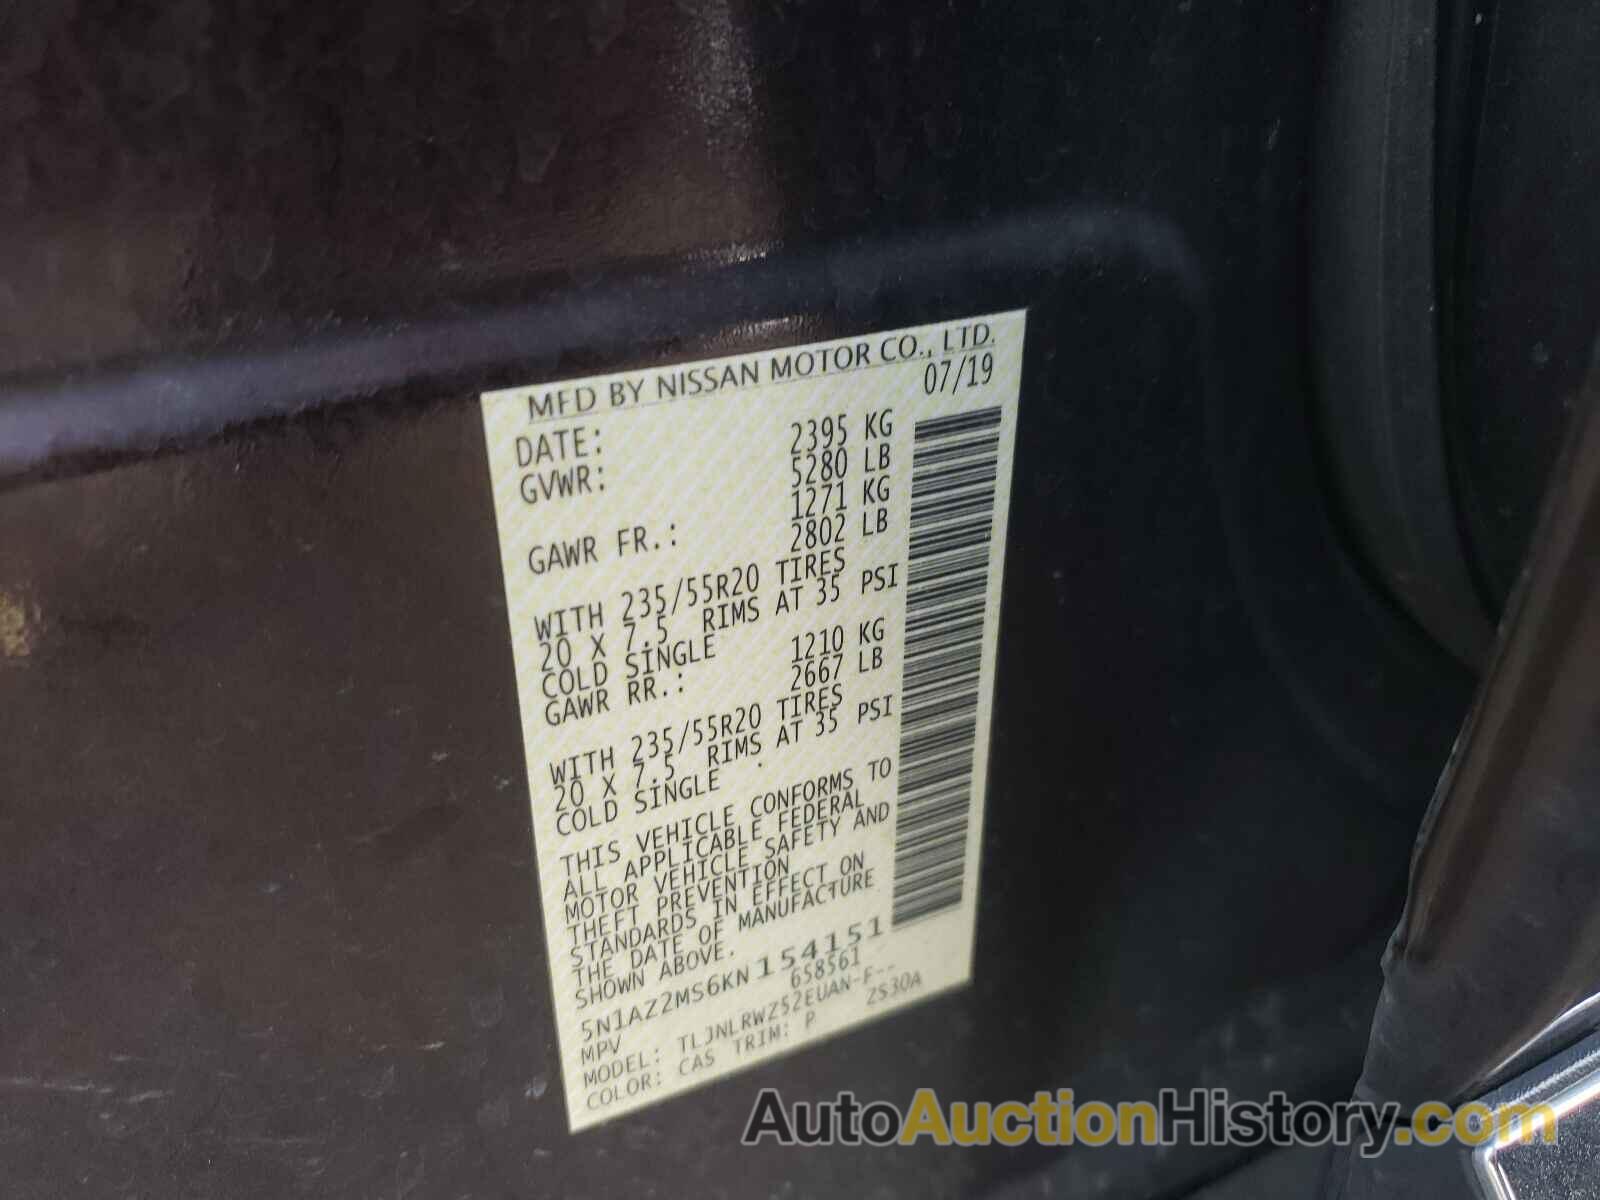 MFD BY NISSAN MOTOR CO., LTD.
DATE: 07/19
GVWR: 2395 KG
5280 LB
GAWR FR.: 1271 KG
2802 LB
WITH 235/55R20 TIRES
20 X 7.5 RIMS AT 35 PSI
COLD SINGLE
GAWR RR.: 1210 KG
2667 LB
WITH 235/55R20 TIRES
20 X 7.5 RIMS AT 35 PSI
COLD SINGLE
THIS VEHICLE CONFORMS TO
ALL APPLICABLE FEDERAL
MOTOR VEHICLE SAFETY AND
THEFT PREVENTION
STANDARDS IN EFFECT ON
THE DATE OF MANUFACTURE
SHOWN ABOVE.
5N1AZ2MS6KN154151
MPV 658561
MODEL: TLJNLRWZ52EUAN-F--
COLOR: CAS TRIM: P ZS30A
AutoAuctionHistory.com